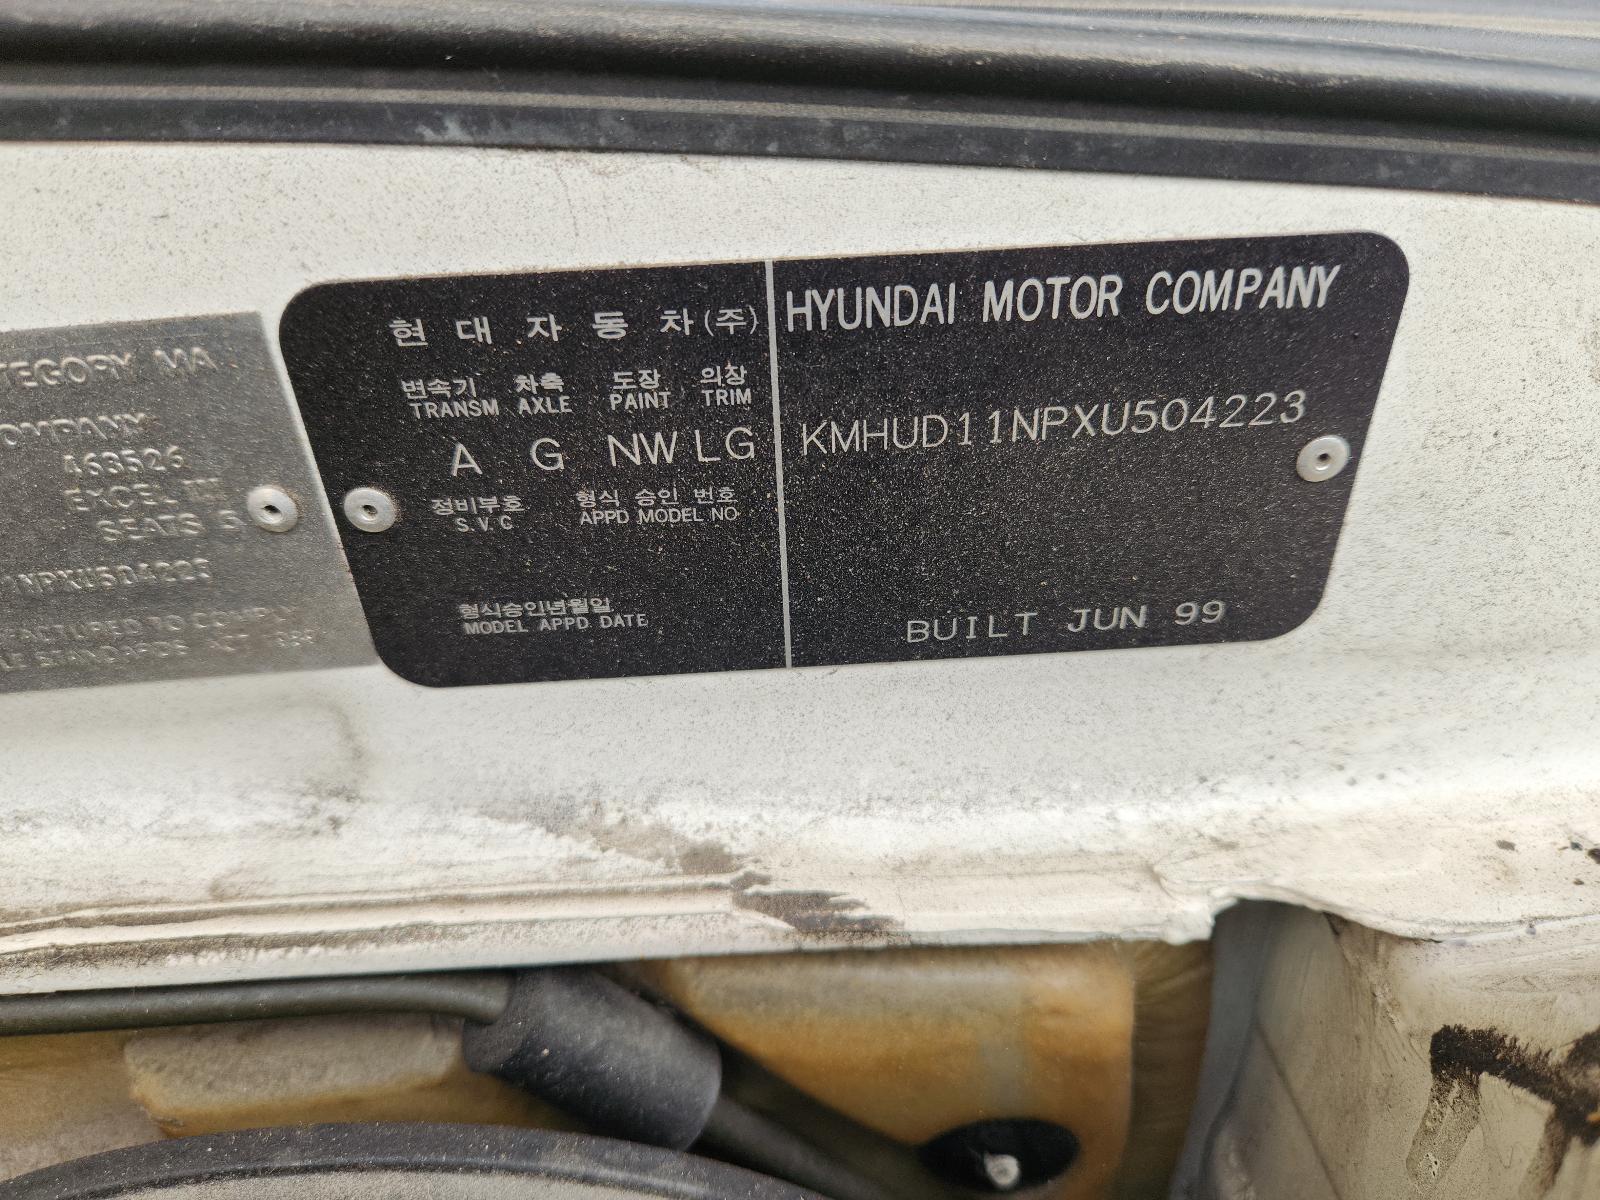 현대자동차(주)
HYUNDAI MOTOR COMPANY
변속기 차축 도장 의장
TRANSM AXLE PAINT TRIM
A G NW LG
KMHUD11NPXU504223
정비부호 형식 승인 번호
S.V.C APPD MODEL NO
형식승인년월일
MODEL APPD DATE
BUILT JUN 99
TEGORY MA
OMPANY
463526
EXCEL
SEATS 5
1NPXU504223
FACTURED TO COMPLY